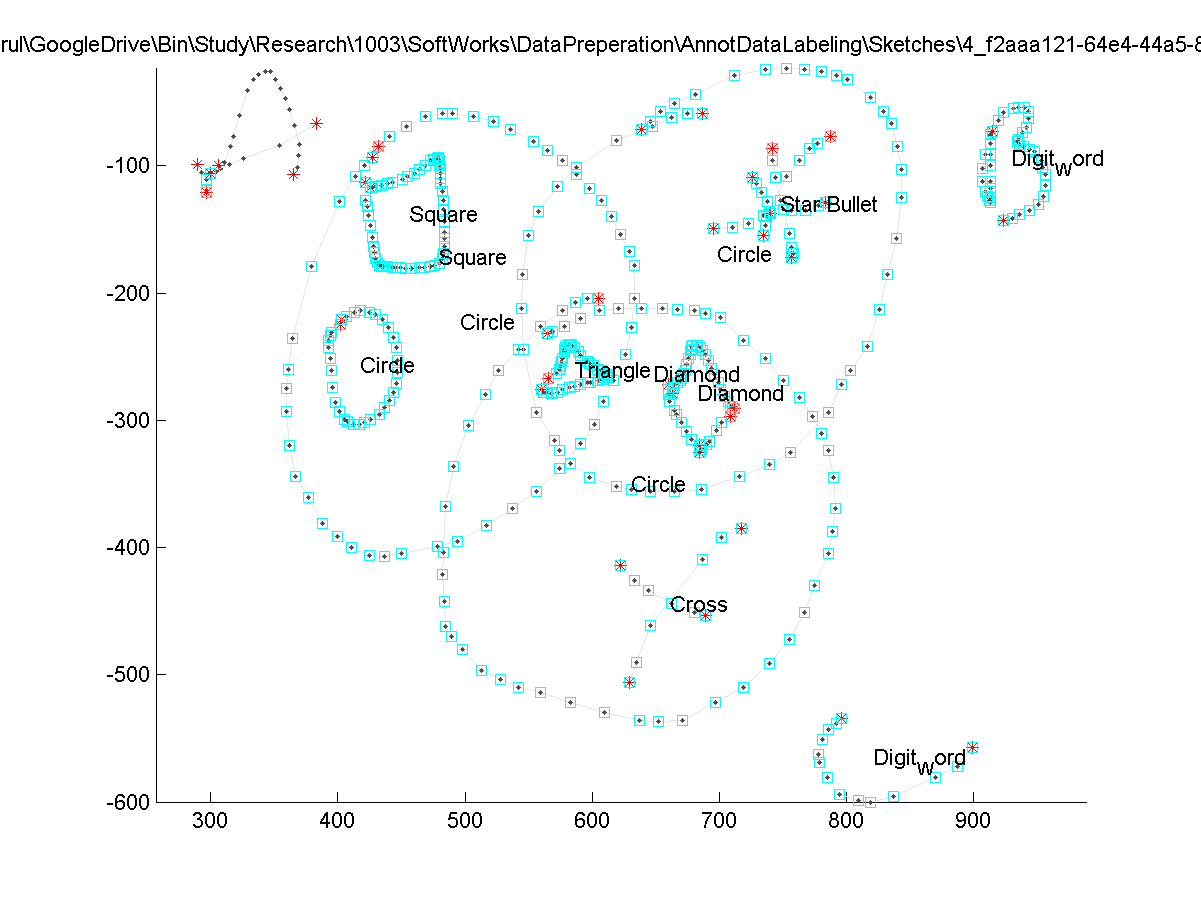 rul\GoogleDrive\Bin\Study\Research\1003\SoftWorks\DataPreperation\AnnotDataLabeling\Sketches\4_f2aaa121-64e4-44a5-8
-100
Digitword
Star Bullet
Square
Circle
Square
-200
Circle
Circle
Triangle
Diamond
Diamond
-300
Circle
-400
Cross
-500
Digitword
-600
300 400 500 600 700 800 900